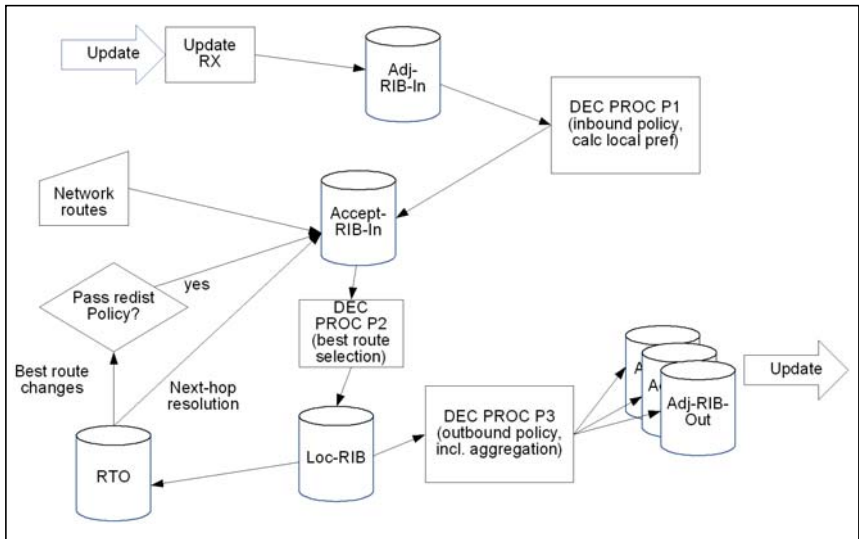 Update
Update
RX
Adj-
RIB-In
DEC PROC P1
(inbound policy,
calc local pref)
Network
routes
Accept-
RIB-In
Pass redist
Policy?
yes
DEC
PROC P2
(best route
selection)
Best route
changes
Next-hop
resolution
RTO
Loc-RIB
DEC PROC P3
(outbound policy,
incl. aggregation)
A
A
Adj-RIB-
Out
Update